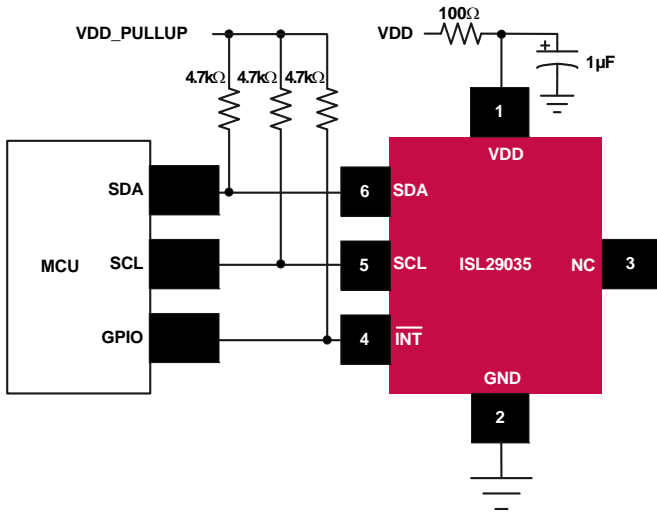 100Ω
VDD_PULLUP
VDD
+
1µF
4.7kΩ 4.7kΩ 4.7kΩ
1
VDD
SDA
6
SDA
MCU
SCL
5
SCL
ISL29035
NC
3
GPIO
4
INT
GND
2